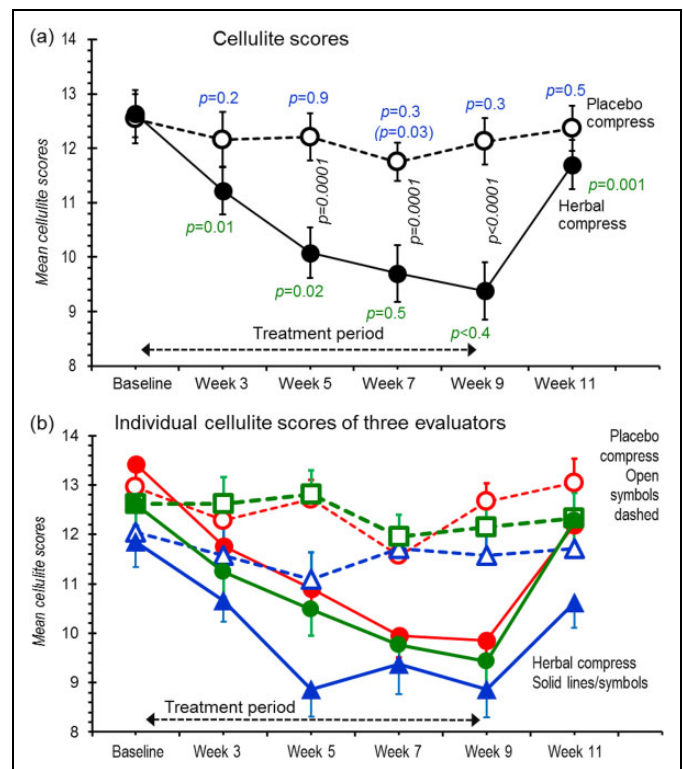 (a) Cellulite scores
14
13
12
11
10
9
8
Mean cellulite scores
p=0.2
p=0.9
p=0.3
(p=0.03)
p=0.3
p=0.5
Placebo
compress
p=0.0001
p=0.0001
p<0.0001
p=0.001
Herbal
compress
p=0.01
p=0.02
p=0.5
p<0.4
Treatment period
Baseline Week 3 Week 5 Week 7 Week 9 Week 11
(b) Individual cellulite scores of three evaluators
14
13
12
11
10
9
8
Mean cellulite scores
Placebo
compress
Open
symbols
dashed
Herbal compress
Solid lines/symbols
Treatment period
Baseline Week 3 Week 5 Week 7 Week 9 Week 11